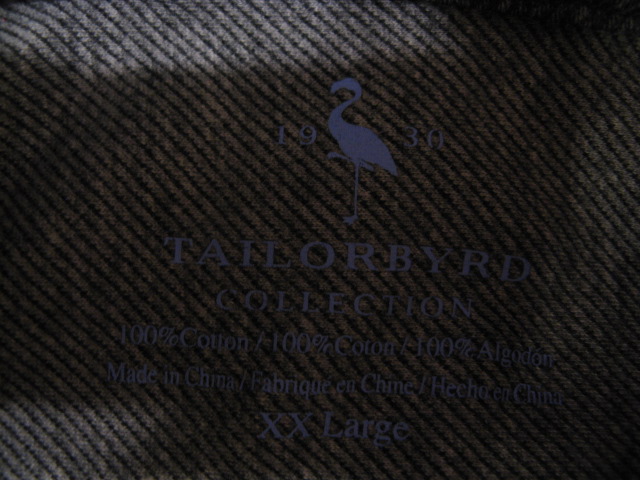 19 30
TAILORBYRD
COLLECTION
100%Cotton / 100%Coton / 100%Algodón
Made in China / Fabriqué en Chine / Hecho en China
XX Large